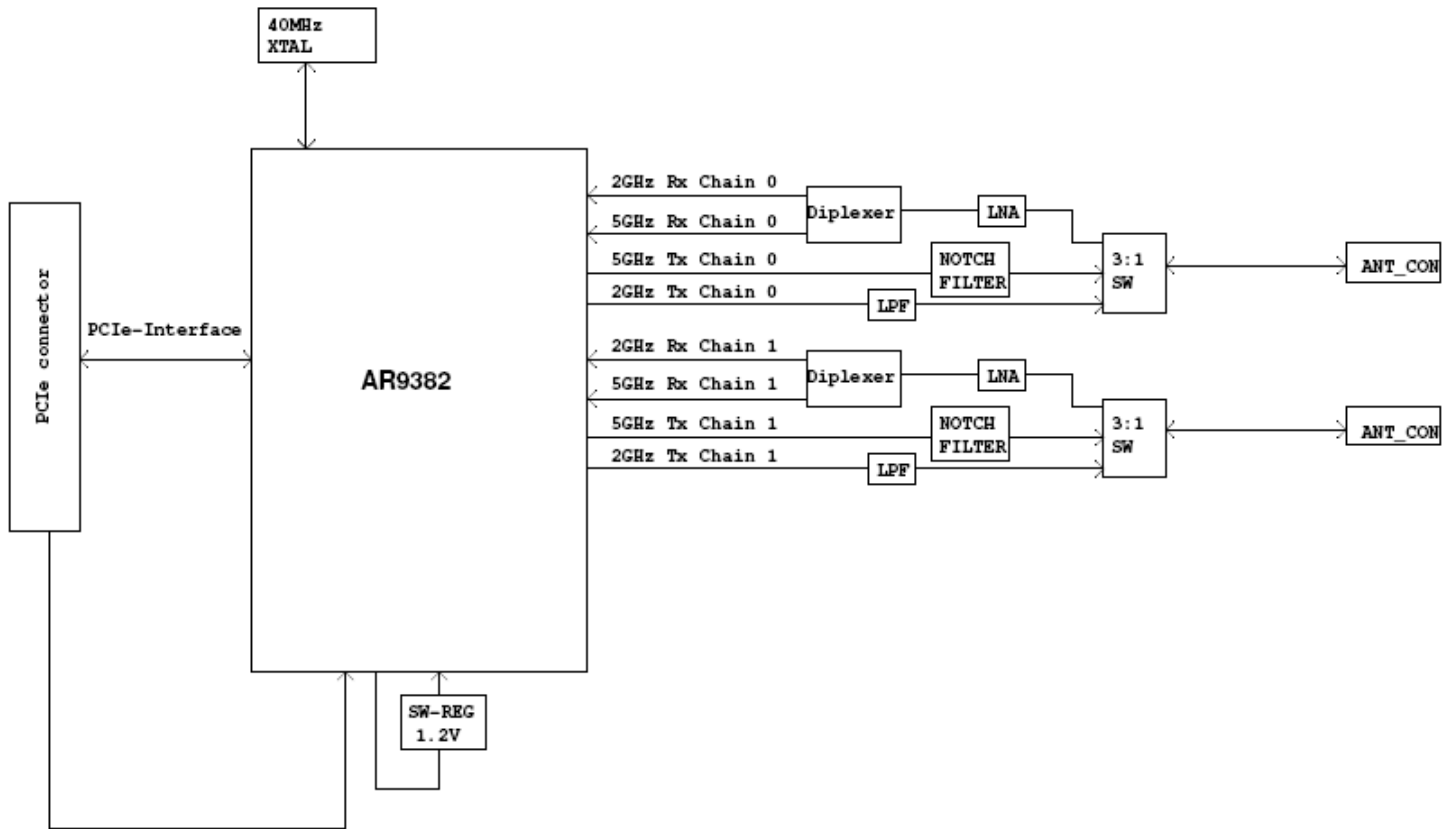 40MHz
XTAL
2GHz Rx Chain 0
Diplexer
LNA
5GHz Rx Chain 0
5GHz Tx Chain 0
NOTCH
FILTER
3:1
SW
ANT_CON
2GHz Tx Chain 0
LPF
PCIe connector
PCIe-Interface
AR9382
2GHz Rx Chain 1
Diplexer
LNA
5GHz Rx Chain 1
5GHz Tx Chain 1
NOTCH
FILTER
3:1
SW
ANT_CON
2GHz Tx Chain 1
LPF
SW-REG
1.2V